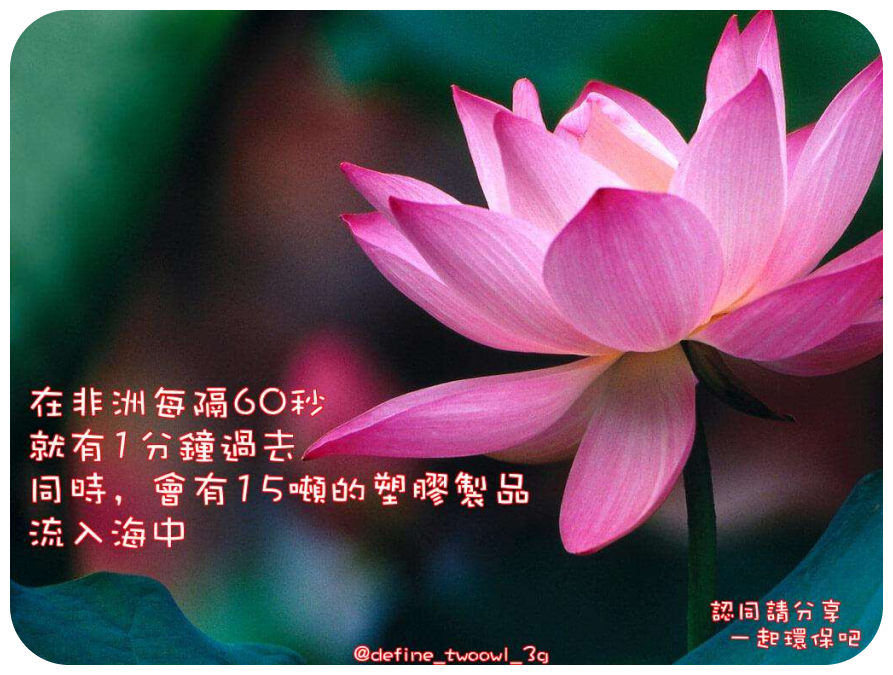 在非洲每隔60秒
就有1分鐘過去
同時，會有15噸的塑膠製品
流入海中
認同請分享
一起環保吧
@define_twoowl_3g